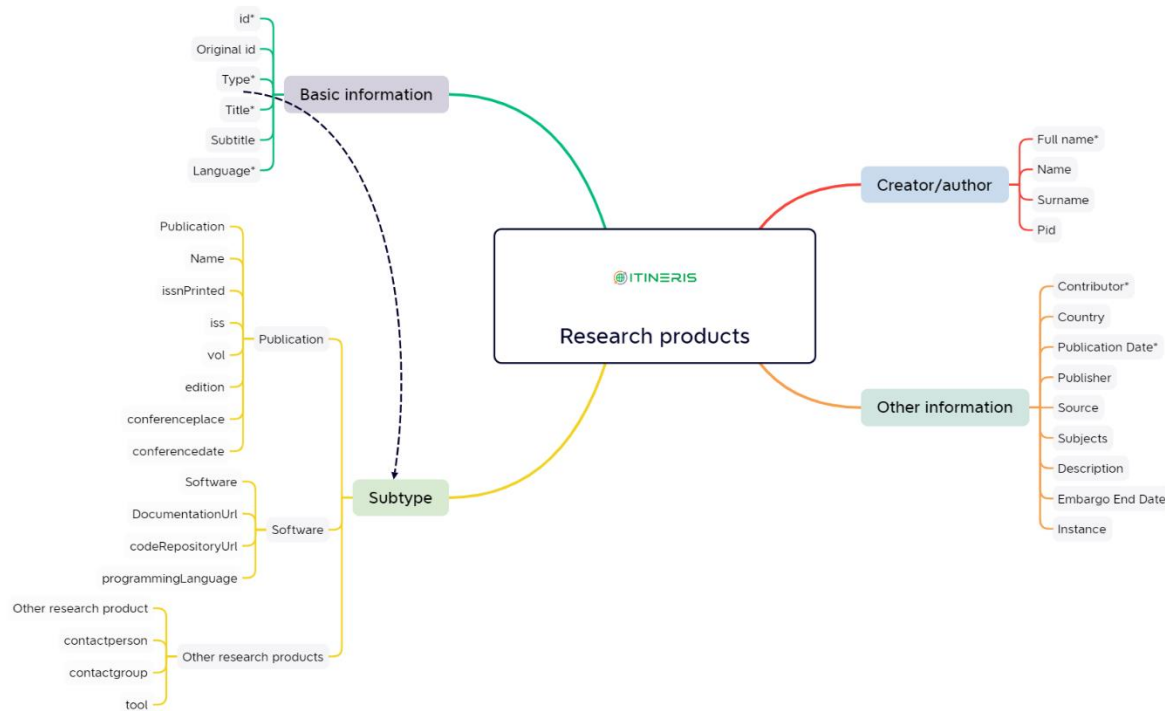 id*
Original id
Type*
Title*
Subtitle
Language*
Basic information
Publication
Name
issnPrinted
iss
vol
edition
conferenceplace
conferencedate
Publication
Software
DocumentationUrl
codeRepositoryUrl
programmingLanguage
Software
Other research product
contactperson
contactgroup
tool
Other research products
Subtype
ITINERIS
Research products
Creator/author
Full name*
Name
Surname
Pid
Other information
Contributor*
Country
Publication Date*
Publisher
Source
Subjects
Description
Embargo End Date
Instance